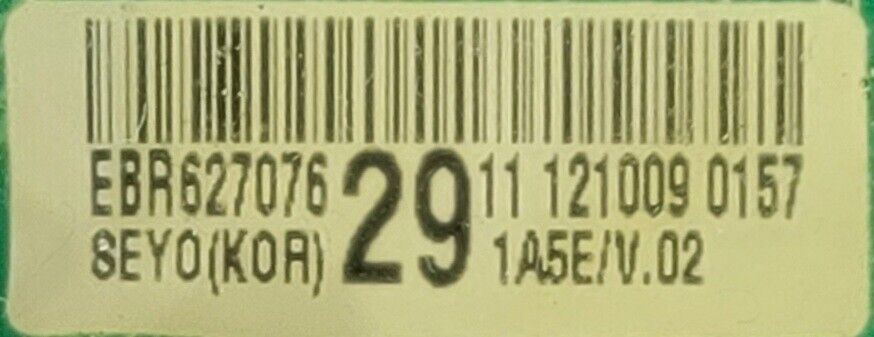 EBR627076 29 11 121009 0157
SEYO(KOR) 1A5E/V.02